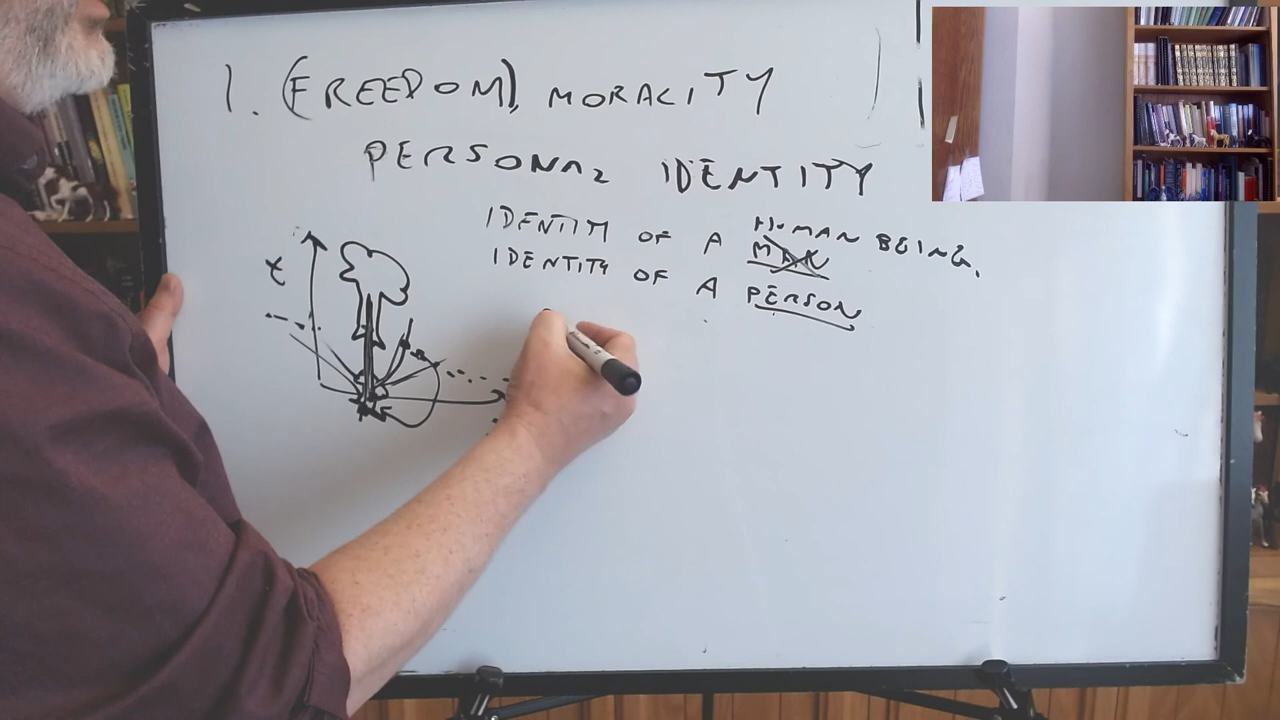 1. (FREEDOM), MORALITY
PERSONAL IDENTITY
IDENTITY OF A HUMAN BEING.
MAN
IDENTITY OF A PERSON
t